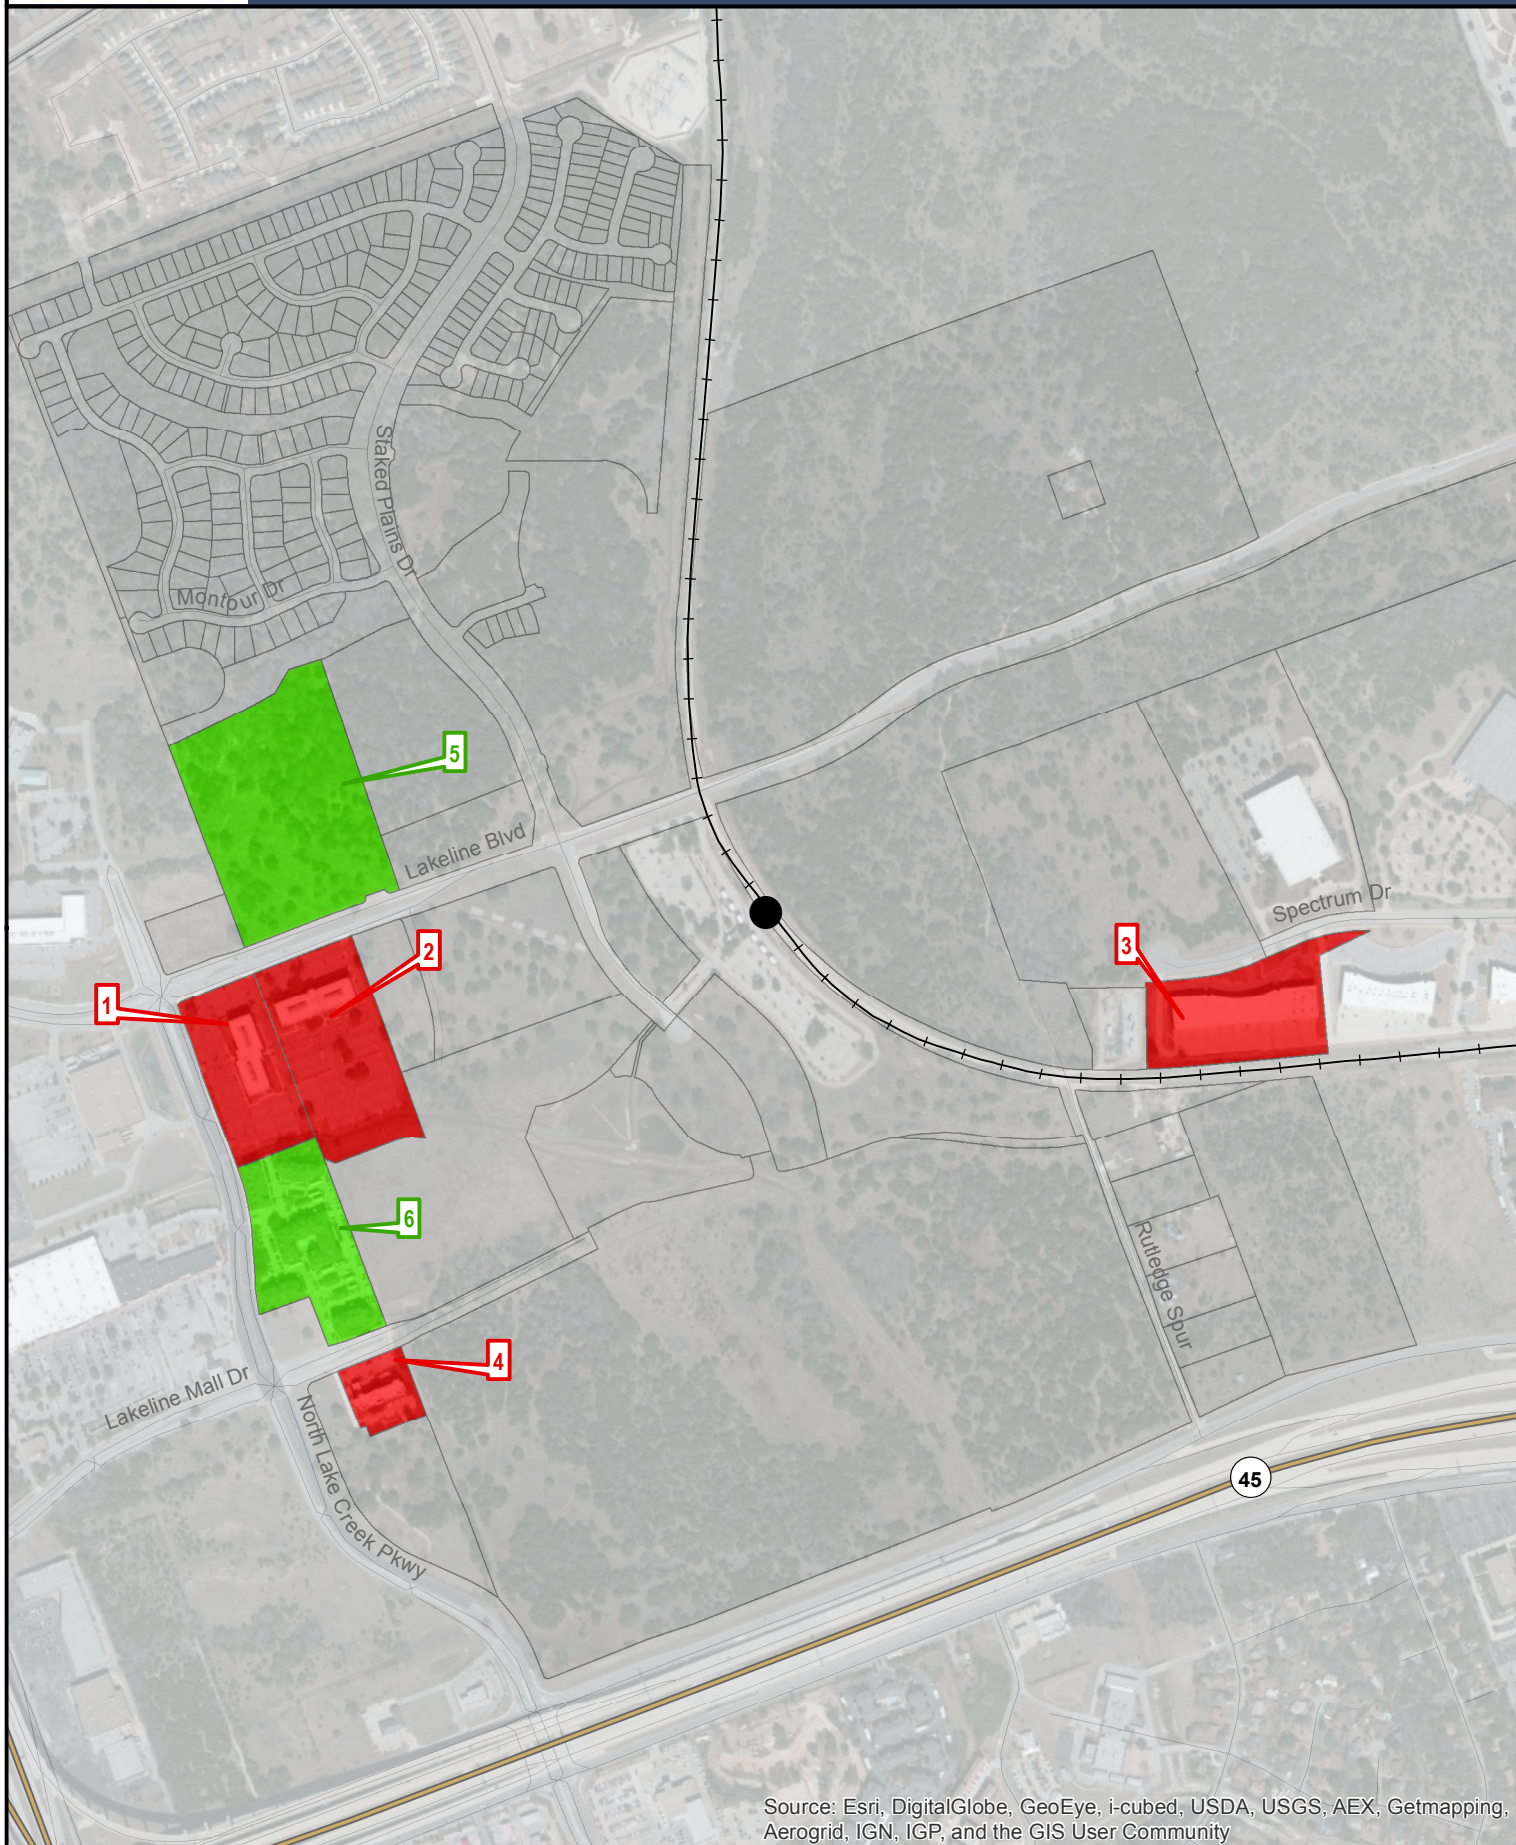 Staked Plains Dr
Montour Dr
5
Lakeline Blvd
Spectrum Dr
2
3
1
6
Rutledge Spur
4
Lakeline Mall Dr
North Lake Creek Pkwy
45
Source: Esri, DigitalGlobe, GeoEye, i-cubed, USDA, USGS, AEX, Getmapping,
Aerogrid, IGN, IGP, and the GIS User Community